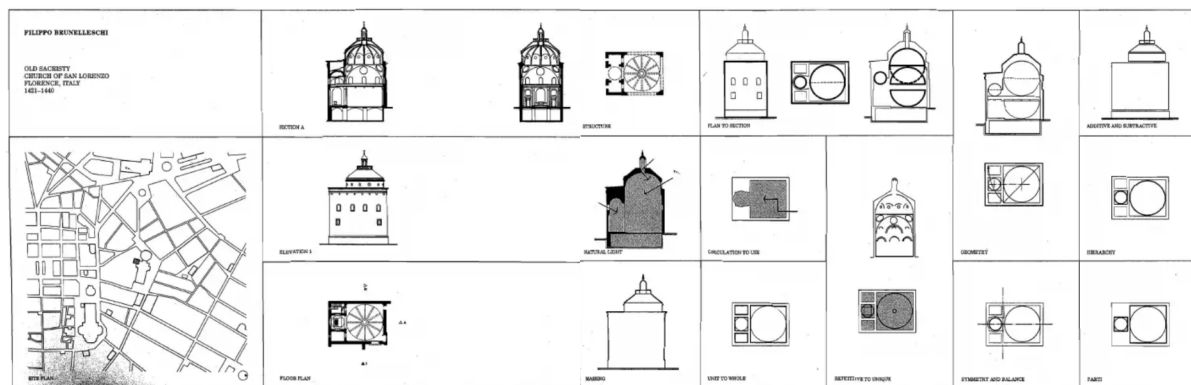 FILIPPO BRUNELLESCHI
OLD SACRISTY
CHURCH OF SAN LORENZO
FLORENCE, ITALY
1421–1440
SECTION A
STRUCTURE
PLAN TO SECTION
ADDITIVE AND SUBTRACTIVE
ELEVATION 1
NATURAL LIGHT
CIRCULATION TO USE
GEOMETRY
HIERARCHY
SITE PLAN
FLOOR PLAN
MASSING
UNIT TO WHOLE
REPETITIVE TO UNIQUE
SYMMETRY AND BALANCE
PARTI